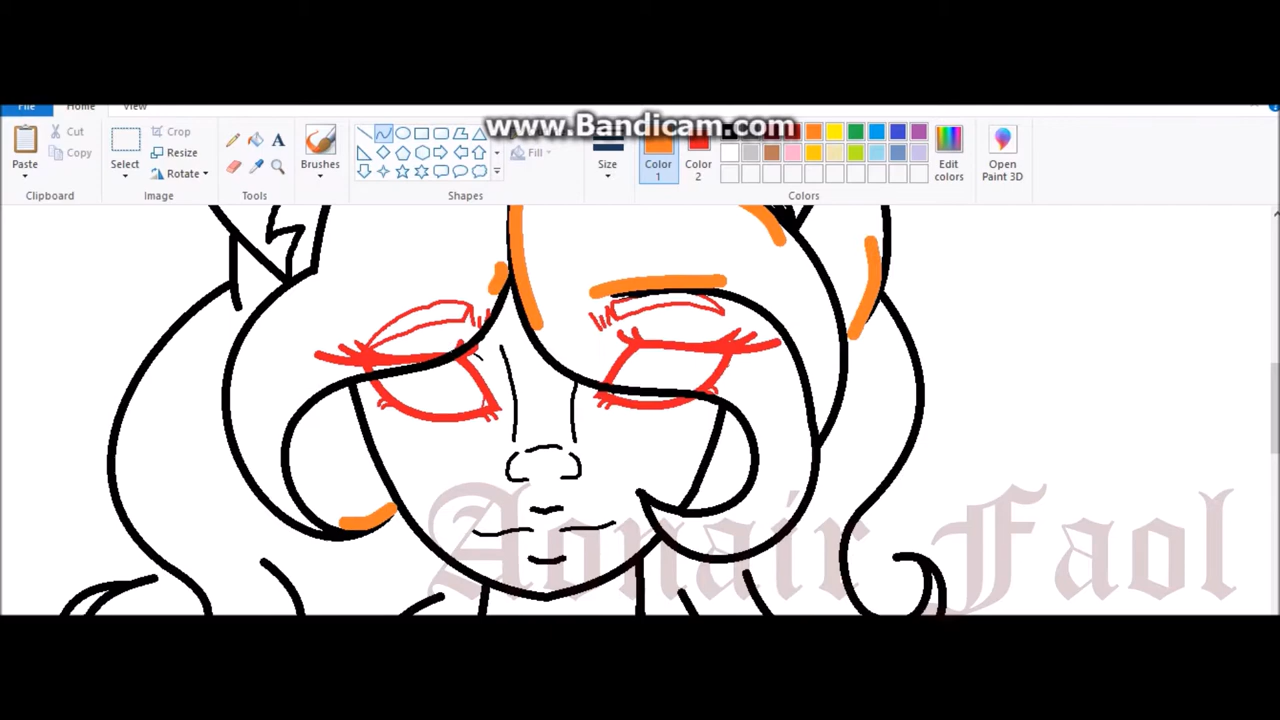 www.Bandicam.com
File
Home
View
Paste
Cut
Copy
Clipboard
Select
Crop
Resize
Rotate
Image
Tools
Brushes
Shapes
Fill
Size
Color
1
Color
2
Colors
Edit
colors
Open
Paint 3D
Aonair Faol